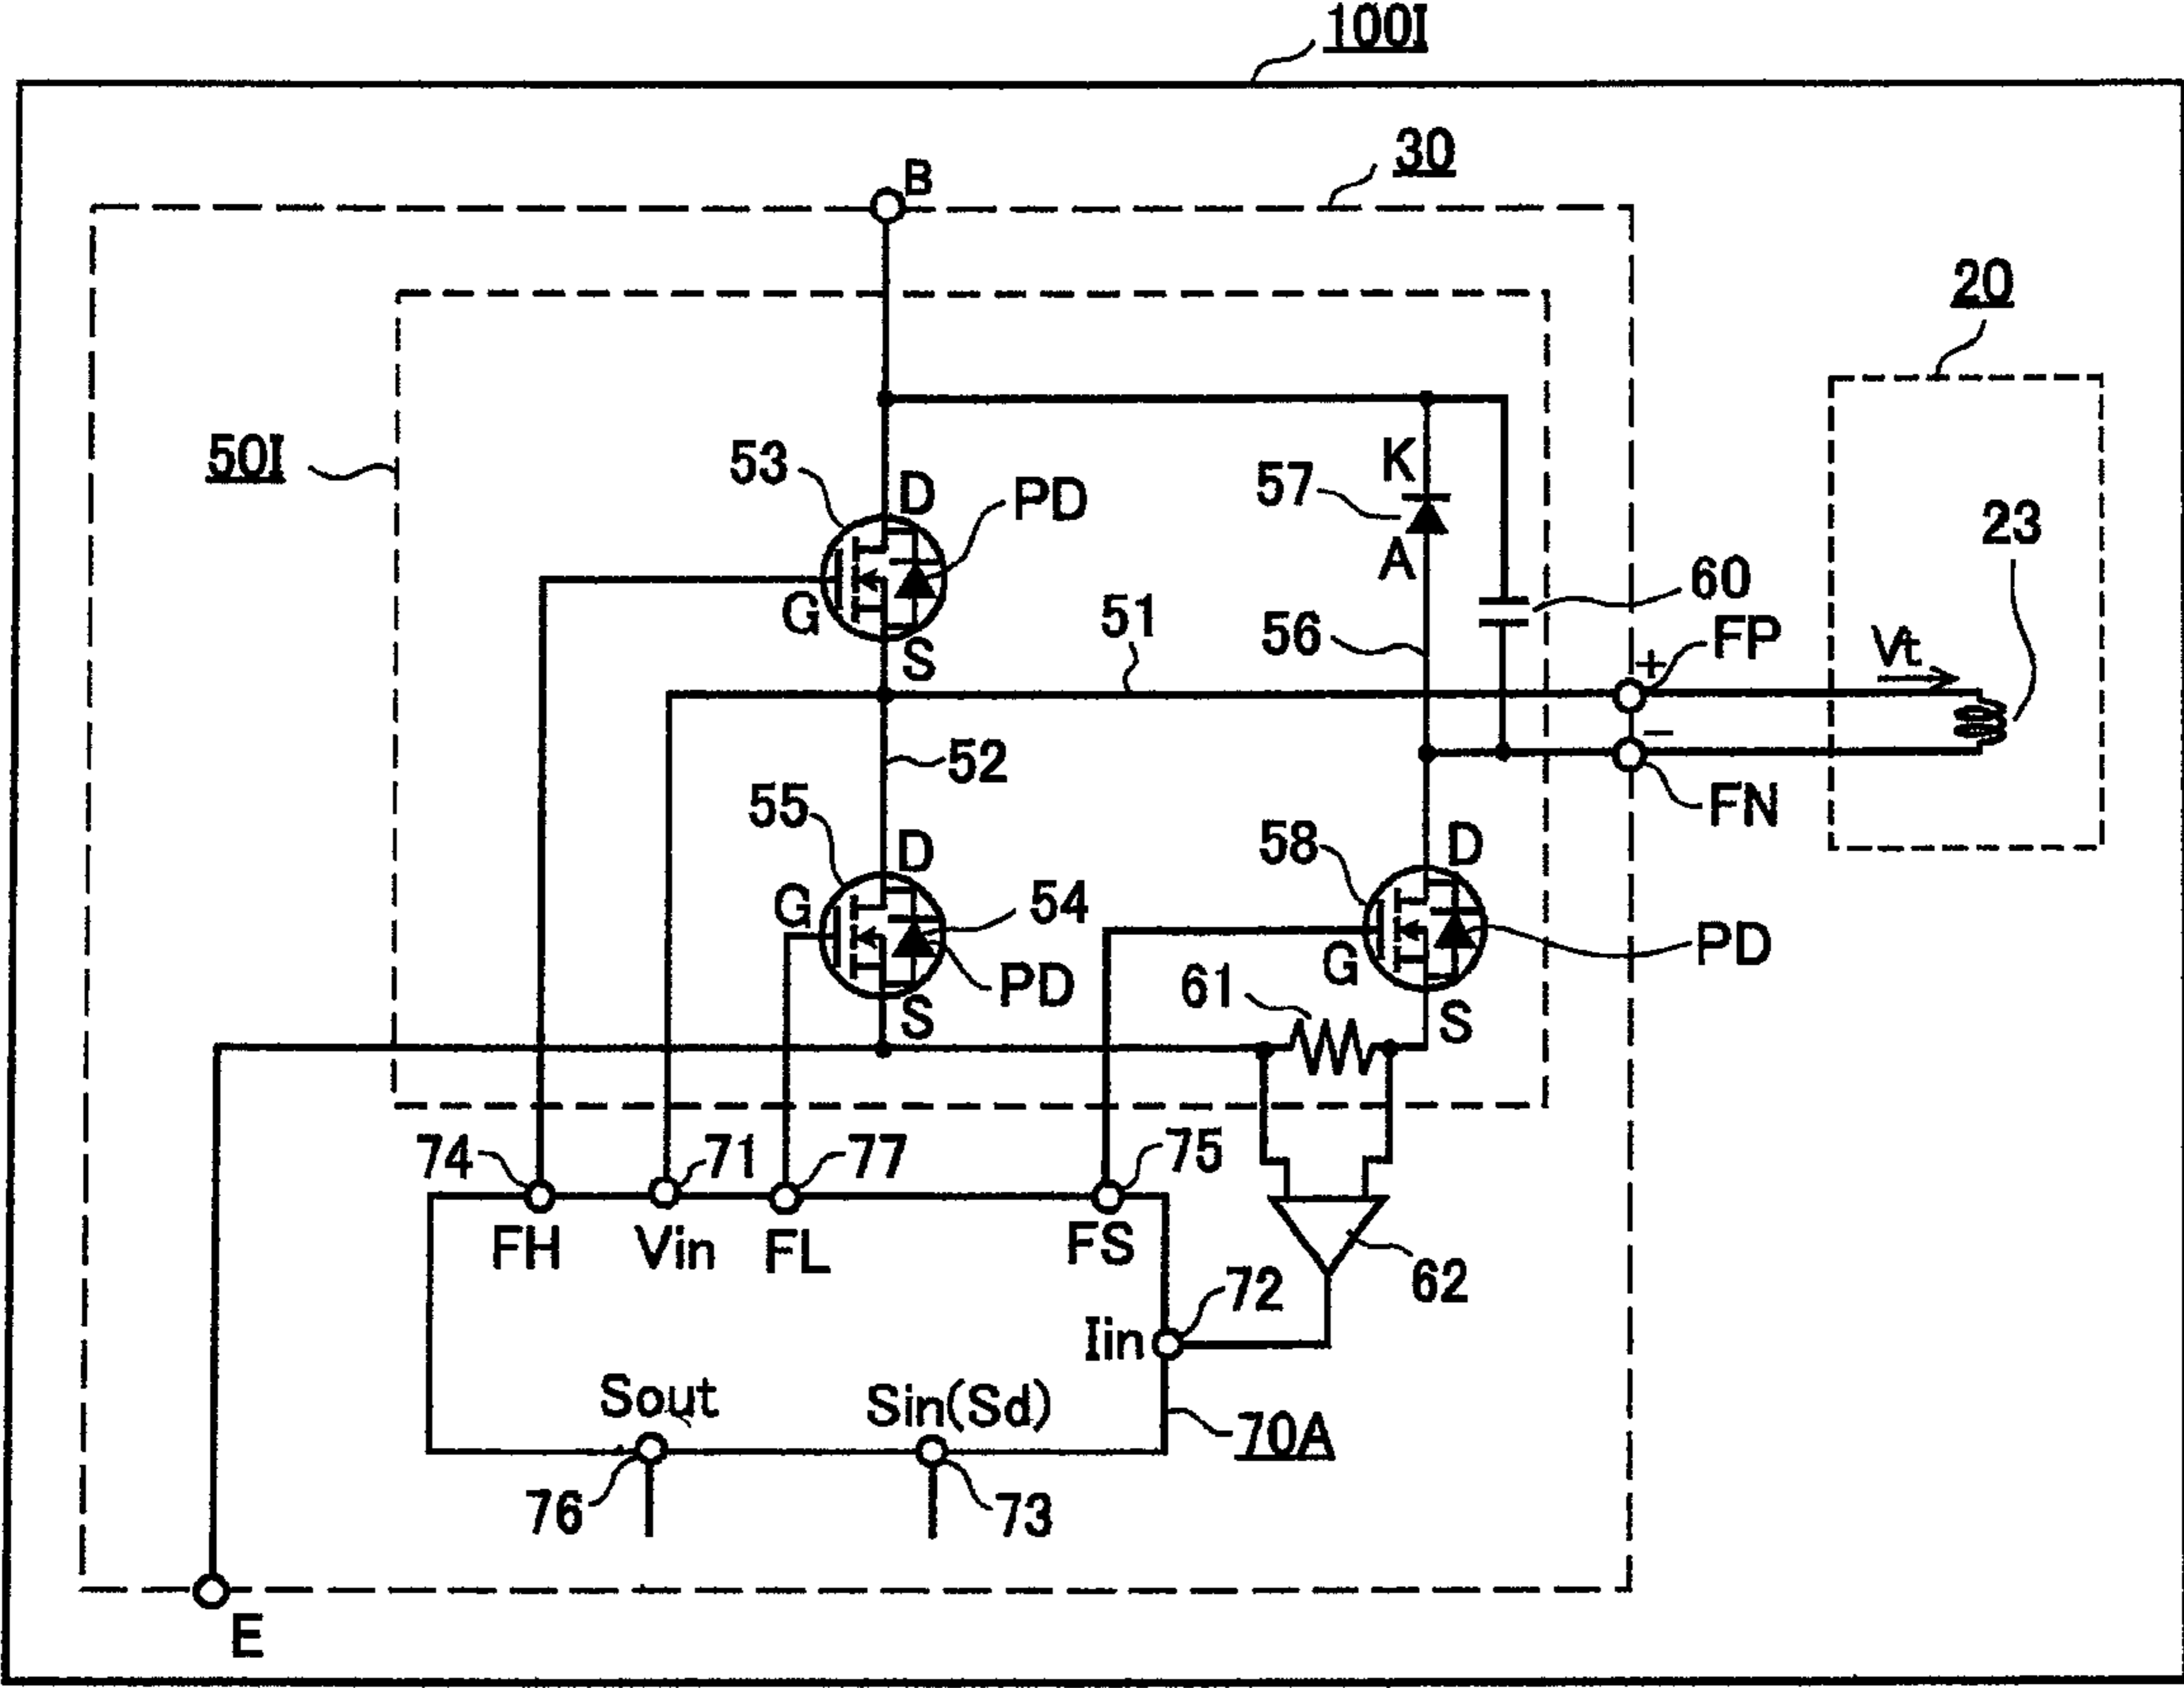 100I
30
B
20
50I
53
D
PD
K
57
A
23
G
S
51
56
60
FP
+
Vt
52
−
FN
55
D
58
D
G
54
PD
G
PD
S
61
S
74
71
77
75
FH
Vin
FL
FS
62
72
Iin
Sout
Sin(Sd)
70A
76
73
E